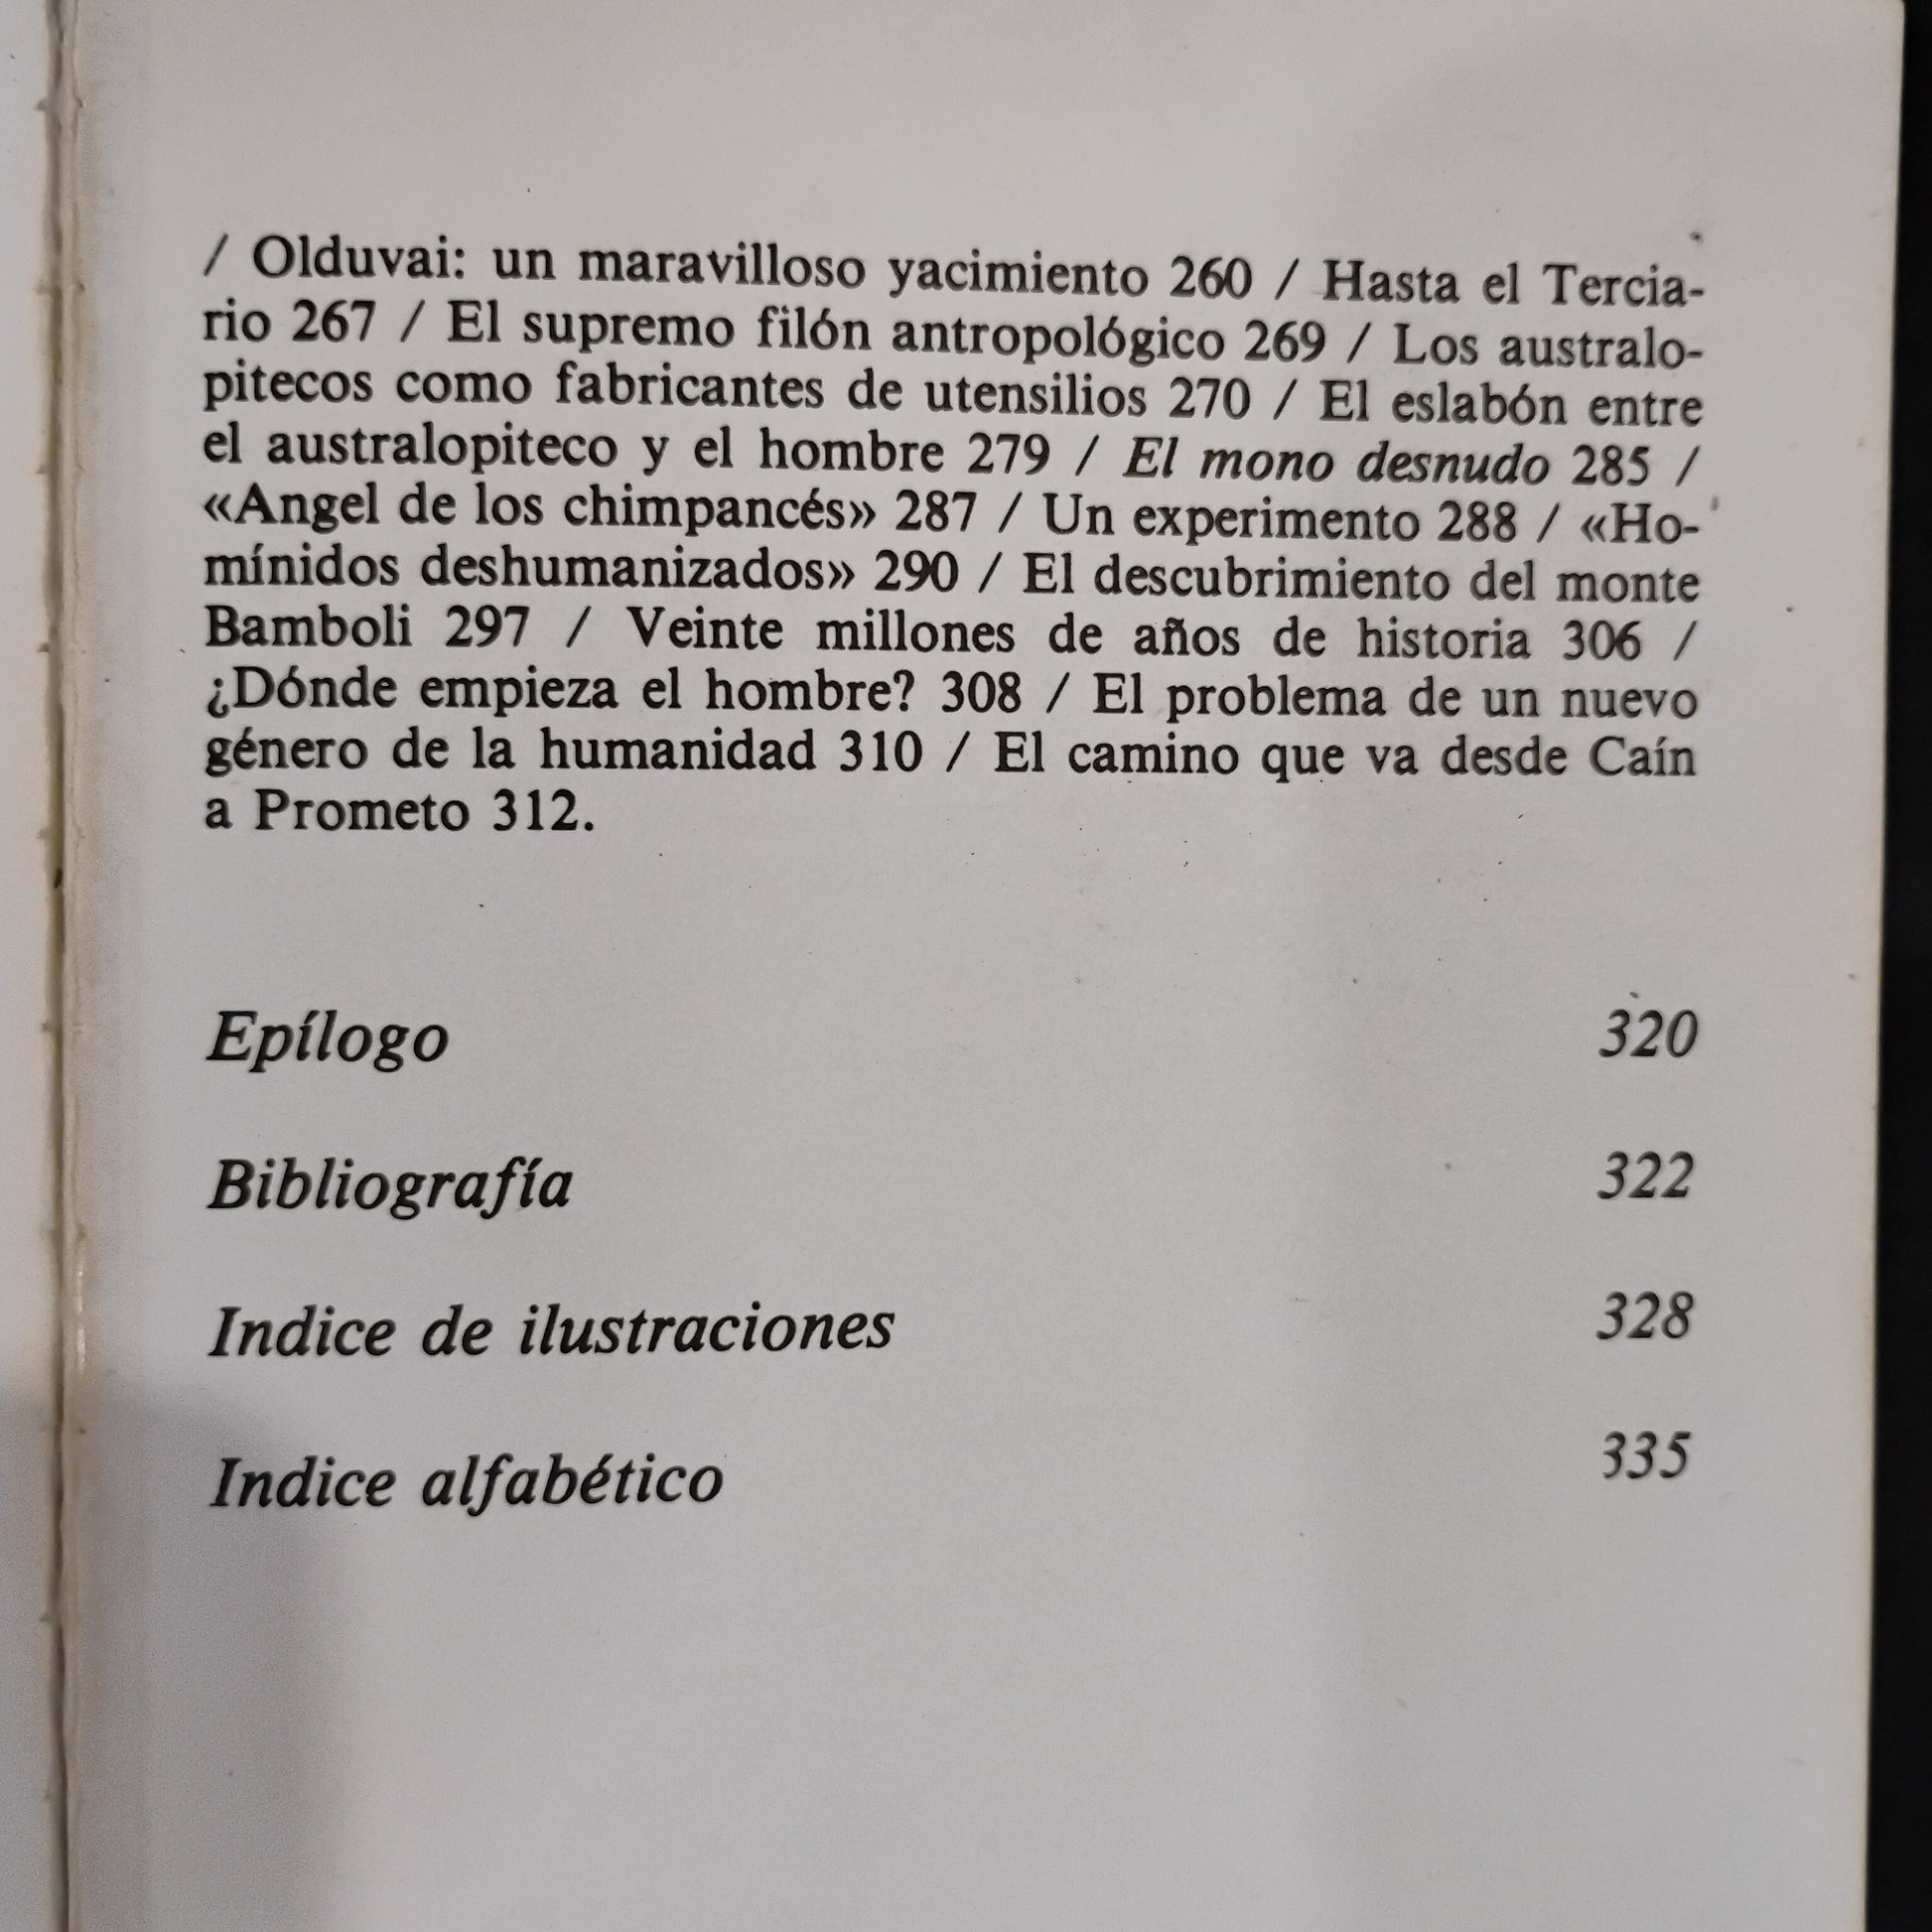 / Olduvai: un maravilloso yacimiento 260 / Hasta el Tercia-
rio 267 / El supremo filón antropológico 269 / Los australo-
pitecos como fabricantes de utensilios 270 / El eslabón entre
el australopiteco y el hombre 279 / El mono desnudo 285 /
«Angel de los chimpancés» 287 / Un experimento 288 / «Ho-
mínidos deshumanizados» 290 / El descubrimiento del monte
Bamboli 297 / Veinte millones de años de historia 306 /
¿Dónde empieza el hombre? 308 / El problema de un nuevo
género de la humanidad 310 / El camino que va desde Caín
a Prometo 312.
Epílogo 320
Bibliografía 322
Indice de ilustraciones 328
Indice alfabético 335